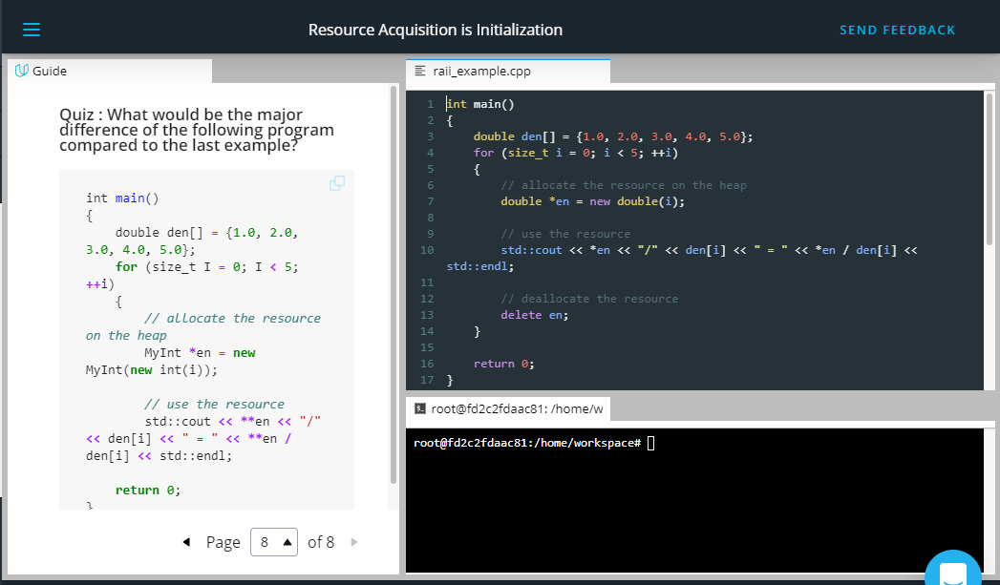 Resource Acquisition is Initialization
SEND FEEDBACK
Guide
Quiz : What would be the major
difference of the following program
compared to the last example?
int main()
{
    double den[] = {1.0, 2.0,
3.0, 4.0, 5.0};
    for (size_t I = 0; I < 5;
++i)
    {
        // allocate the resource
on the heap
        MyInt *en = new
MyInt(new int(i));
        // use the resource
        std::cout << **en << "/"
<< den[i] << " = " << **en /
den[i] << std::endl;
    return 0;
}
Page 8 of 8
raii_example.cpp
1 int main()
2 {
3     double den[] = {1.0, 2.0, 3.0, 4.0, 5.0};
4     for (size_t i = 0; i < 5; ++i)
5     {
6         // allocate the resource on the heap
7         double *en = new double(i);
8
9         // use the resource
10         std::cout << *en << "/" << den[i] << " = " << *en / den[i] <<
std::endl;
11
12         // deallocate the resource
13         delete en;
14     }
15
16     return 0;
17 }
root@fd2c2fdaac81: /home/w
root@fd2c2fdaac81:/home/workspace#